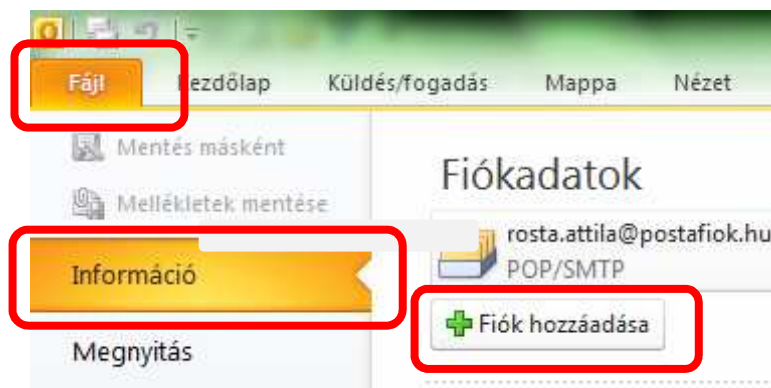 Fájl Kezdőlap Küldés/fogadás Mappa Nézet
Mentés másként
Mellékletek mentése
Információ
Megnyitás
Fiókadatok
rosta.attila@postafiok.hu
POP/SMTP
Fiók hozzáadása